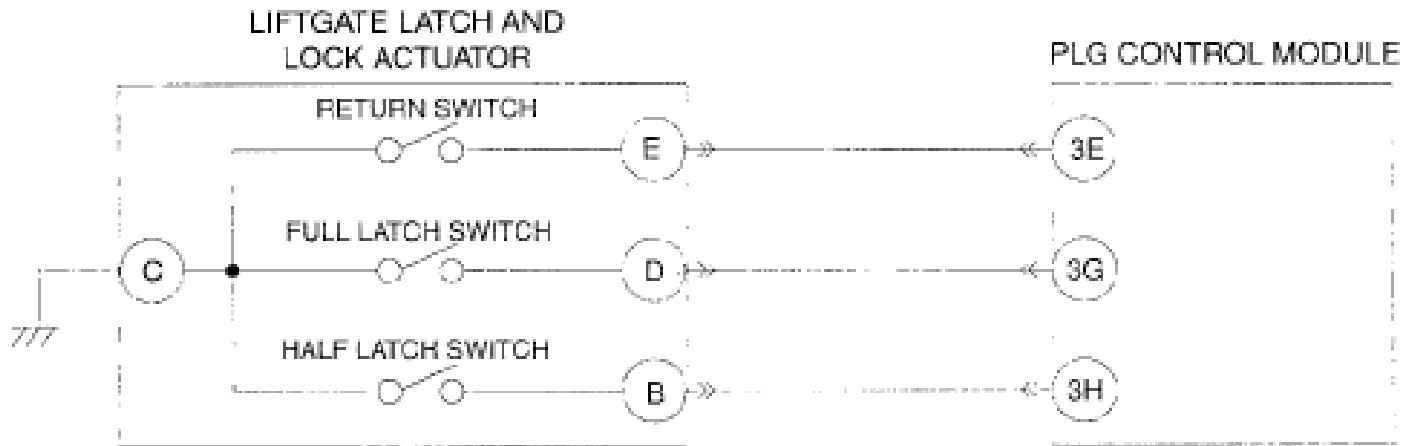 LIFTGATE LATCH AND
LOCK ACTUATOR
PLG CONTROL MODULE
RETURN SWITCH
E
3E
FULL LATCH SWITCH
C
D
3G
HALF LATCH SWITCH
B
3H